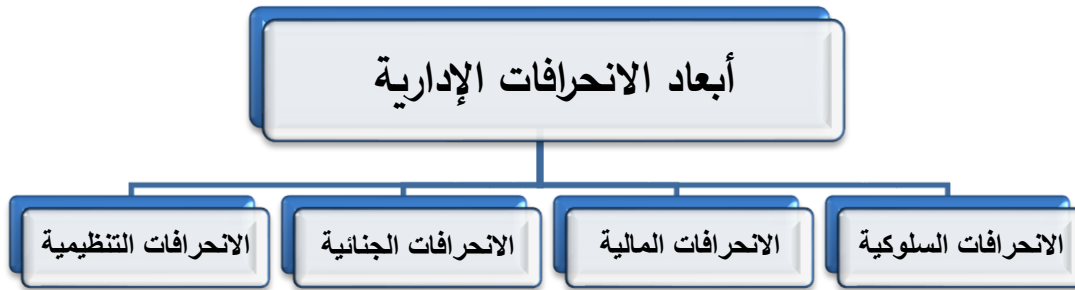 أبعاد الانحرافات الإدارية
الانحرافات السلوكية
الانحرافات المالية
الانحرافات الجنائية
الانحرافات التنظيمية